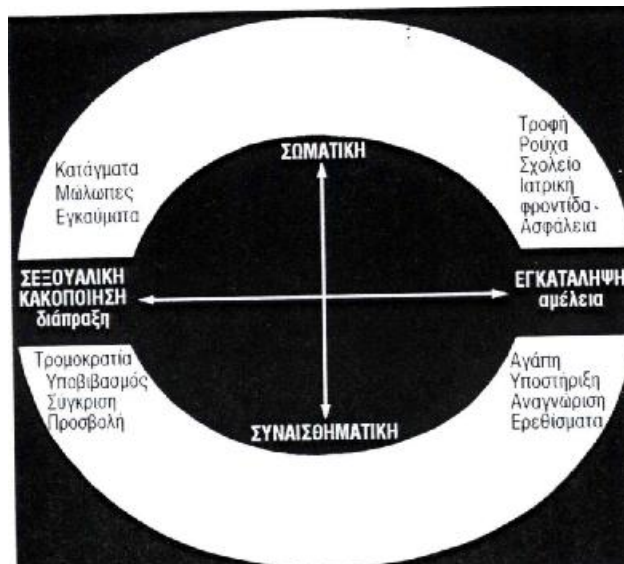 ΣΩΜΑΤΙΚΗ
Κατάγματα
Μώλωπες
Εγκαύματα
Τροφή
Ρούχα
Σχολείο
Ιατρική
φροντίδα -
Ασφάλεια
ΣΕΞΟΥΑΛΙΚΗ
ΚΑΚΟΠΟΙΗΣΗ
διάπραξη
ΕΓΚΑΤΑΛΗΨΗ
αμέλεια
Τρομοκρατία
Υποβιβασμός
Σύγκριση
Προσβολή
Αγάπη
Υποστήριξη
Αναγνώριση
Ερεθίσματα
ΣΥΝΑΙΣΘΗΜΑΤΙΚΗ